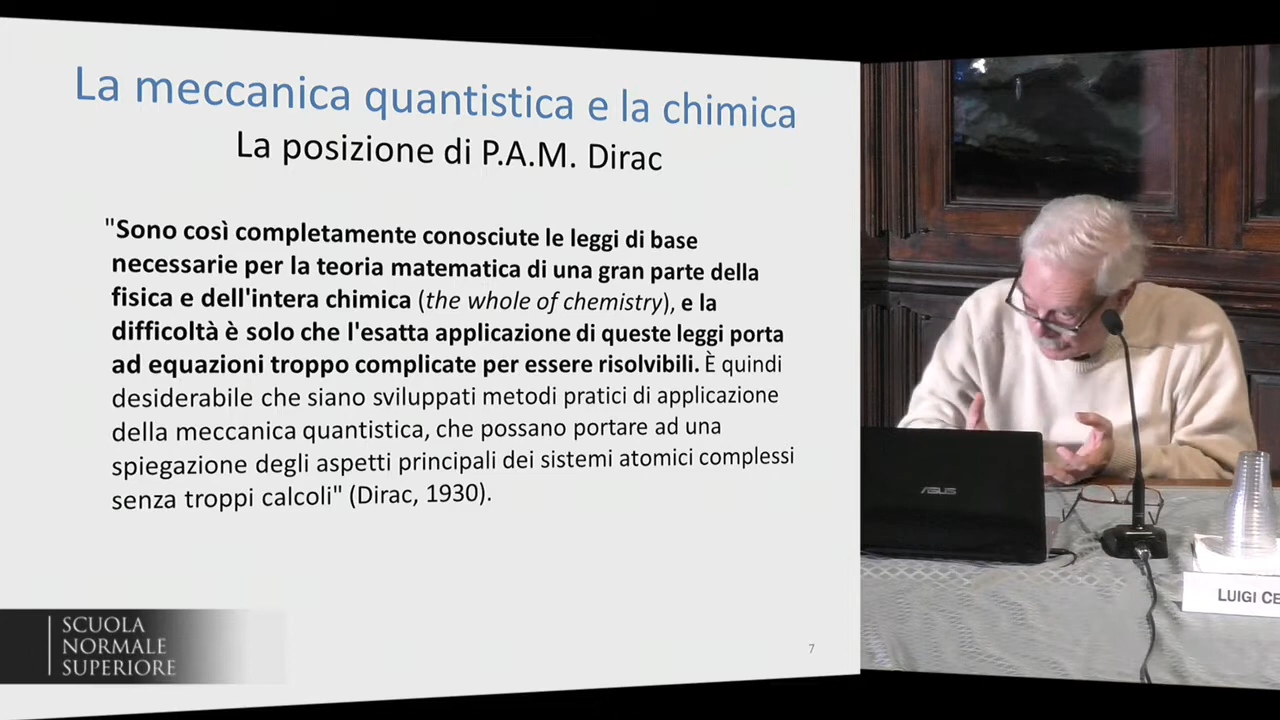 La meccanica quantistica e la chimica
La posizione di P.A.M. Dirac
"Sono così completamente conosciute le leggi di base
necessarie per la teoria matematica di una gran parte della
fisica e dell'intera chimica (the whole of chemistry), e la
difficoltà è solo che l'esatta applicazione di queste leggi porta
ad equazioni troppo complicate per essere risolvibili. È quindi
desiderabile che siano sviluppati metodi pratici di applicazione
della meccanica quantistica, che possano portare ad una
spiegazione degli aspetti principali dei sistemi atomici complessi
senza troppi calcoli" (Dirac, 1930).
7
SCUOLA
NORMALE
SUPERIORE
ASUS
LUIGI CE